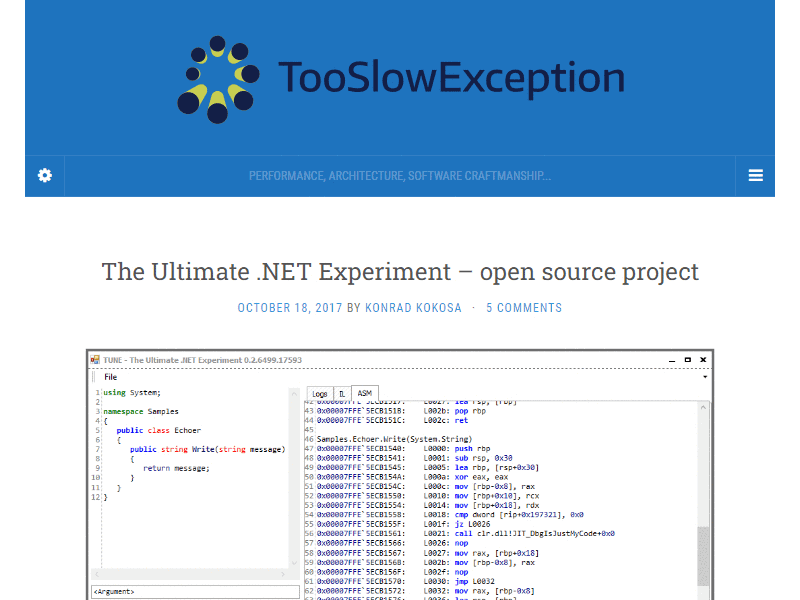 TooSlowException
PERFORMANCE, ARCHITECTURE, SOFTWARE CRAFTMANSHIP...
The Ultimate .NET Experiment – open source project
OCTOBER 18, 2017 BY KONRAD KOKOSA · 5 COMMENTS
TUNE - The Ultimate .NET Experiment 0.2.6499.17593
File
1 using System;
2
3 namespace Samples
4 {
5 public class Echoer
6 {
7 public string Write(string message)
8 {
9 return message;
10 }
11 }
12 }
<Argument>
Logs IL ASM
42 0x00007FFE`5ECB1517: L0027: lea rsp, [rbp]
43 0x00007FFE`5ECB151B: L002b: pop rbp
44 0x00007FFE`5ECB151C: L002c: ret
45
46 Samples.Echoer.Write(System.String)
47 0x00007FFE`5ECB1540: L0000: push rbp
48 0x00007FFE`5ECB1541: L0001: sub rsp, 0x30
49 0x00007FFE`5ECB1545: L0005: lea rbp, [rsp+0x30]
50 0x00007FFE`5ECB154A: L000a: xor eax, eax
51 0x00007FFE`5ECB154C: L000c: mov [rbp-0x8], rax
52 0x00007FFE`5ECB1550: L0010: mov [rbp+0x10], rcx
53 0x00007FFE`5ECB1554: L0014: mov [rbp+0x18], rdx
54 0x00007FFE`5ECB1558: L0018: cmp dword [rip+0x197321], 0x0
55 0x00007FFE`5ECB155F: L001f: jz L0026
56 0x00007FFE`5ECB1561: L0021: call clr.dll!JIT_DbgIsJustMyCode+0x0
57 0x00007FFE`5ECB1566: L0026: nop
58 0x00007FFE`5ECB1567: L0027: mov rax, [rbp+0x18]
59 0x00007FFE`5ECB156B: L002b: mov [rbp-0x8], rax
60 0x00007FFE`5ECB156F: L002f: nop
61 0x00007FFE`5ECB1570: L0030: jmp L0032
62 0x00007FFE`5ECB1572: L0032: mov rax, [rbp-0x8]